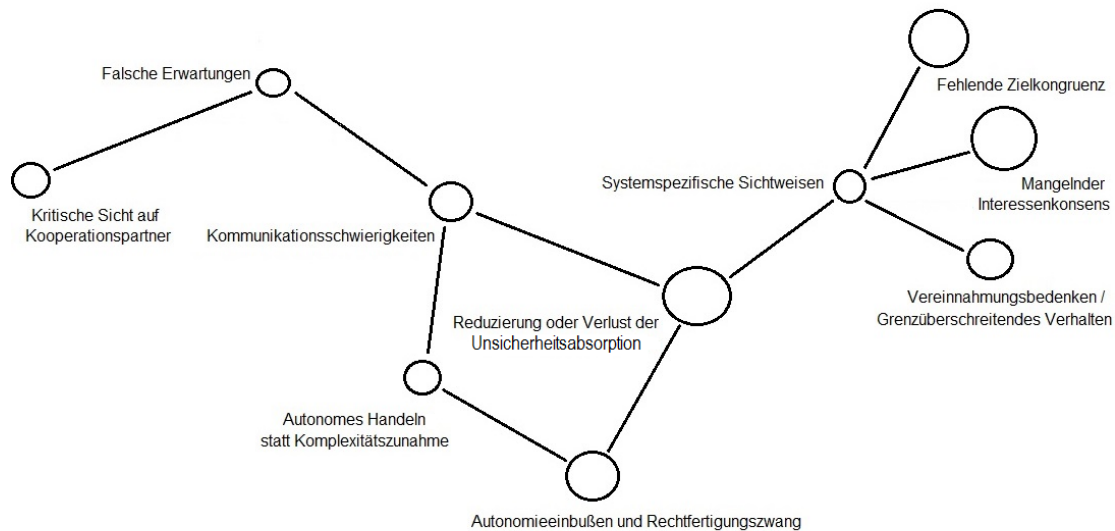 Falsche Erwartungen
Fehlende Zielkongruenz
Systemspezifische Sichtweisen
Mangelnder
Interessenkonsens
Kritische Sicht auf
Kooperationspartner
Kommunikationsschwierigkeiten
Vereinnahmungsbedenken /
Grenzüberschreitendes Verhalten
Reduzierung oder Verlust der
Unsicherheitsabsorption
Autonomes Handeln
statt Komplexitätszunahme
Autonomieeinbußen und Rechtfertigungszwang